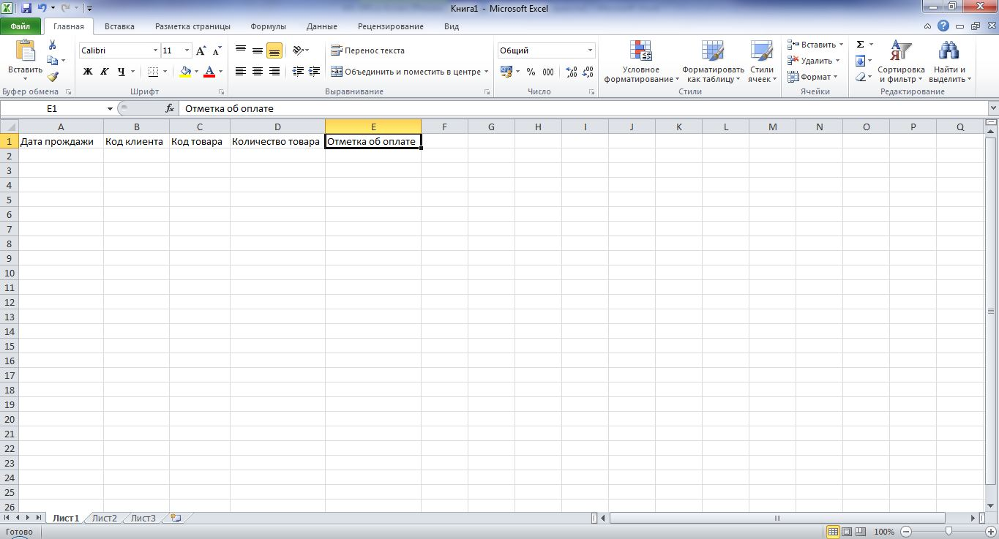 Книга1 - Microsoft Excel
Файл Главная Вставка Разметка страницы Формулы Данные Рецензирование Вид
Вставить
Calibri 11
Ж К Ч
Перенос текста
Объединить и поместить в центре
Общий
% 000
Условное форматирование
Форматировать как таблицу
Стили ячеек
Вставить
Удалить
Формат
Σ
Сортировка и фильтр
Найти и выделить
Буфер обмена Шрифт Выравнивание Число Стили Ячейки Редактирование
E1 fx Отметка об оплате
A B C D E F G H I J K L M N O P Q
1 Дата прождажи Код клиента Код товара Количество товара Отметка об оплате
2
3
4
5
6
7
8
9
10
11
12
13
14
15
16
17
18
19
20
21
22
23
24
25
26
Лист1 Лист2 Лист3
Готово 100%